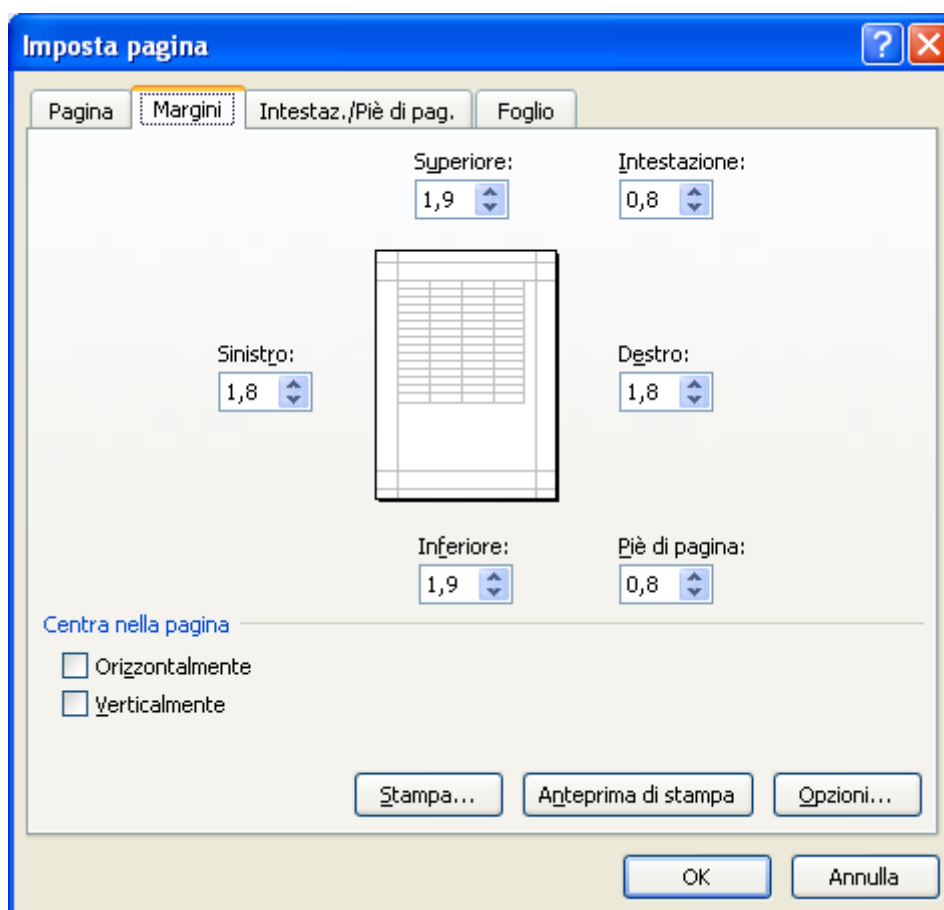 Imposta pagina
Pagina Margini Intestaz./Piè di pag. Foglio
Superiore: Intestazione:
1,9 0,8
Sinistro: Destro:
1,8 1,8
Inferiore: Piè di pagina:
1,9 0,8
Centra nella pagina
Orizzontalmente
Verticalmente
Stampa... Anteprima di stampa Opzioni...
OK Annulla